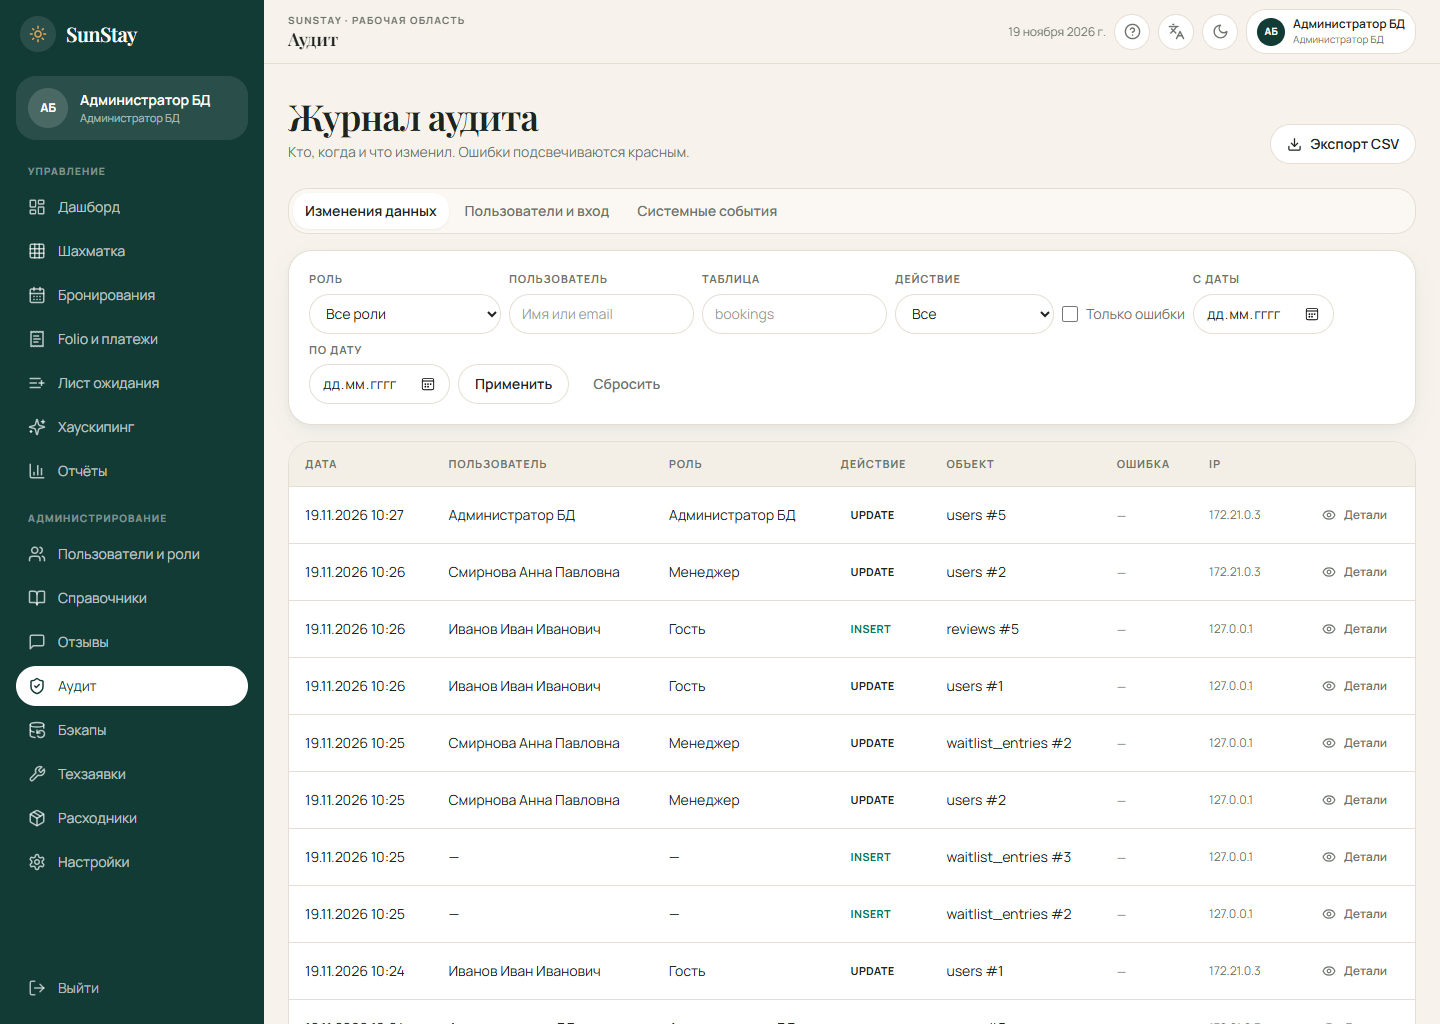 SunStay
АБ
Администратор БД
Администратор БД
УПРАВЛЕНИЕ
Дашборд
Шахматка
Бронирования
Folio и платежи
Лист ожидания
Хаускипинг
Отчёты
АДМИНИСТРИРОВАНИЕ
Пользователи и роли
Справочники
Отзывы
Аудит
Бэкапы
Техзаявки
Расходники
Настройки
Выйти
SUNSTAY · РАБОЧАЯ ОБЛАСТЬ
Аудит
19 ноября 2026 г.
АБ
Администратор БД
Администратор БД
Журнал аудита
Кто, когда и что изменил. Ошибки подсвечиваются красным.
Экспорт CSV
Изменения данных Пользователи и вход Системные события
РОЛЬ ПОЛЬЗОВАТЕЛЬ ТАБЛИЦА ДЕЙСТВИЕ С ДАТЫ
Все роли Имя или email bookings Все Только ошибки дд.мм.гггг
ПО ДАТУ
дд.мм.гггг Применить Сбросить
ДАТА ПОЛЬЗОВАТЕЛЬ РОЛЬ ДЕЙСТВИЕ ОБЪЕКТ ОШИБКА IP
19.11.2026 10:27 Администратор БД Администратор БД UPDATE users #5 — 172.21.0.3 Детали
19.11.2026 10:26 Смирнова Анна Павловна Менеджер UPDATE users #2 — 172.21.0.3 Детали
19.11.2026 10:26 Иванов Иван Иванович Гость INSERT reviews #5 — 127.0.0.1 Детали
19.11.2026 10:26 Иванов Иван Иванович Гость UPDATE users #1 — 127.0.0.1 Детали
19.11.2026 10:25 Смирнова Анна Павловна Менеджер UPDATE waitlist_entries #2 — 127.0.0.1 Детали
19.11.2026 10:25 Смирнова Анна Павловна Менеджер UPDATE users #2 — 127.0.0.1 Детали
19.11.2026 10:25 — — INSERT waitlist_entries #3 — 127.0.0.1 Детали
19.11.2026 10:25 — — INSERT waitlist_entries #2 — 127.0.0.1 Детали
19.11.2026 10:24 Иванов Иван Иванович Гость UPDATE users #1 — 172.21.0.3 Детали